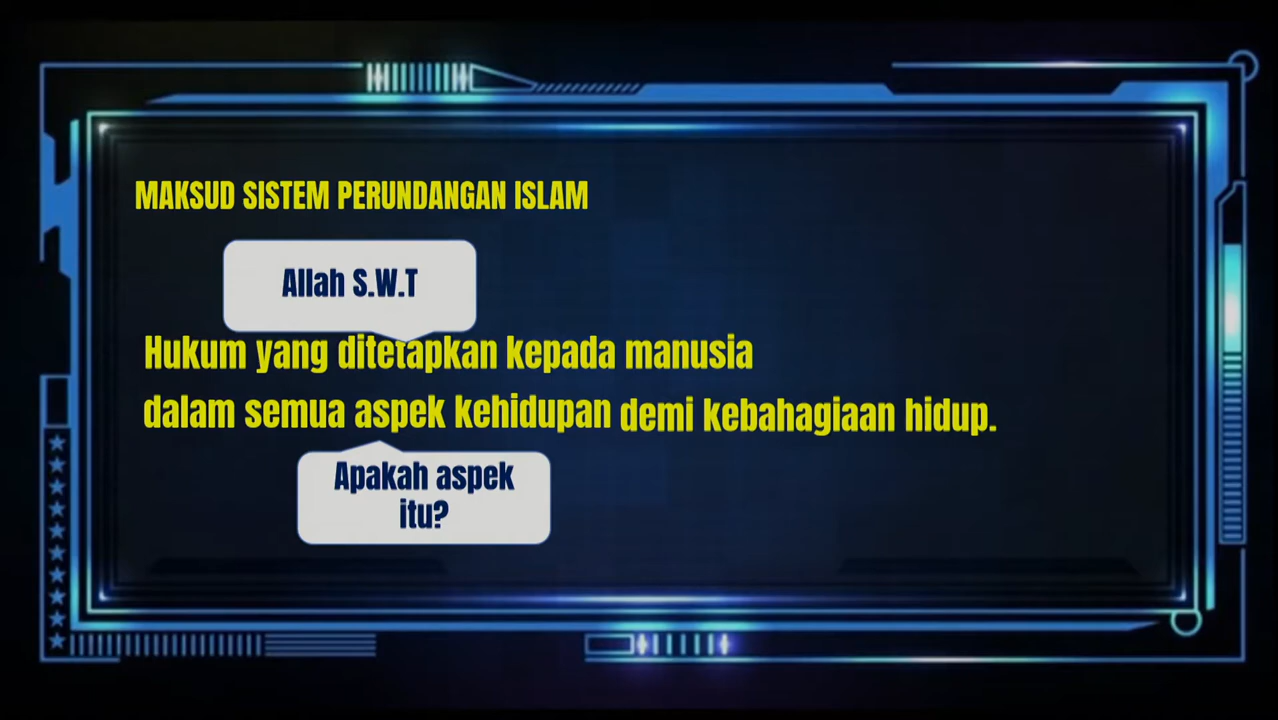 MAKSUD SISTEM PERUNDANGAN ISLAM
Allah S.W.T
Hukum yang ditetapkan kepada manusia
dalam semua aspek kehidupan demi kebahagiaan hidup.
Apakah aspek
itu?